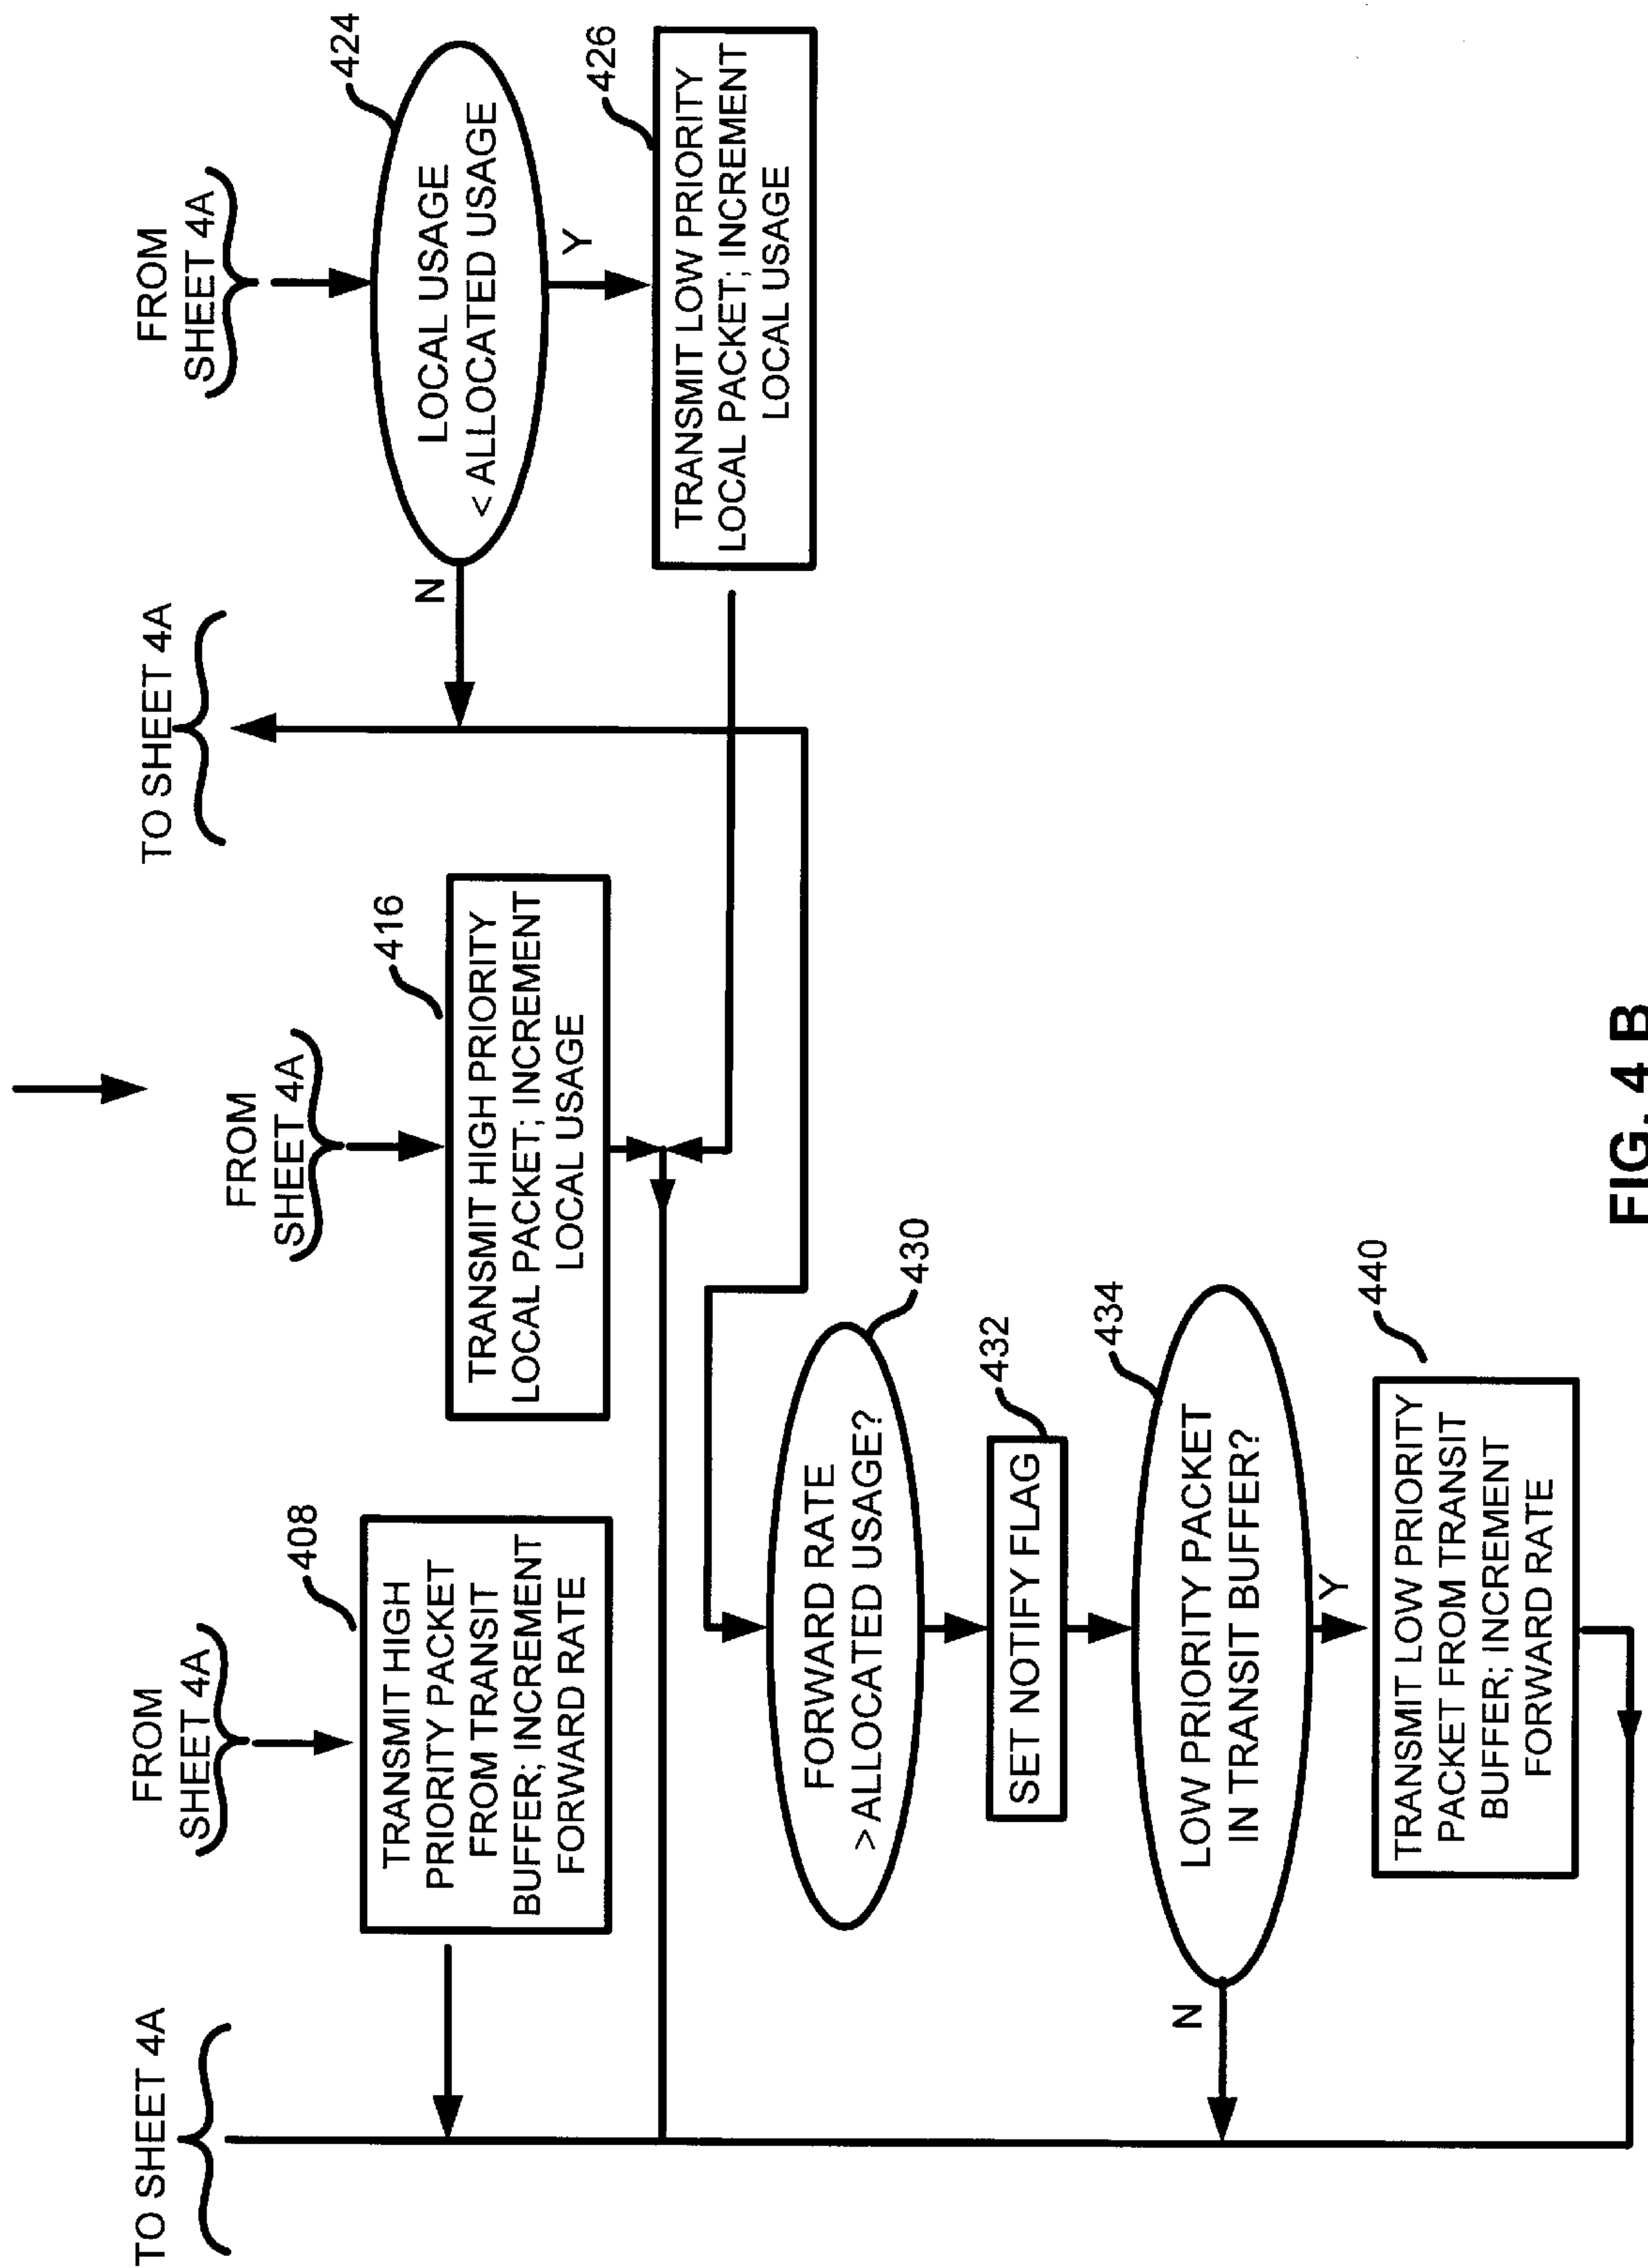 TO SHEET 4A
FROM
SHEET 4A
408
TRANSMIT HIGH
PRIORITY PACKET
FROM TRANSIT
BUFFER; INCREMENT
FORWARD RATE
FROM
SHEET 4A
416
TRANSMIT HIGH PRIORITY
LOCAL PACKET; INCREMENT
LOCAL USAGE
TO SHEET 4A
FROM
SHEET 4A
424
LOCAL USAGE
< ALLOCATED USAGE
N
Y
426
TRANSMIT LOW PRIORITY
LOCAL PACKET; INCREMENT
LOCAL USAGE
430
FORWARD RATE
> ALLOCATED USAGE?
432
SET NOTIFY FLAG
434
LOW PRIORITY PACKET
IN TRANSIT BUFFER?
N
Y
440
TRANSMIT LOW PRIORITY
PACKET FROM TRANSIT
BUFFER; INCREMENT
FORWARD RATE
FIG. 4 B